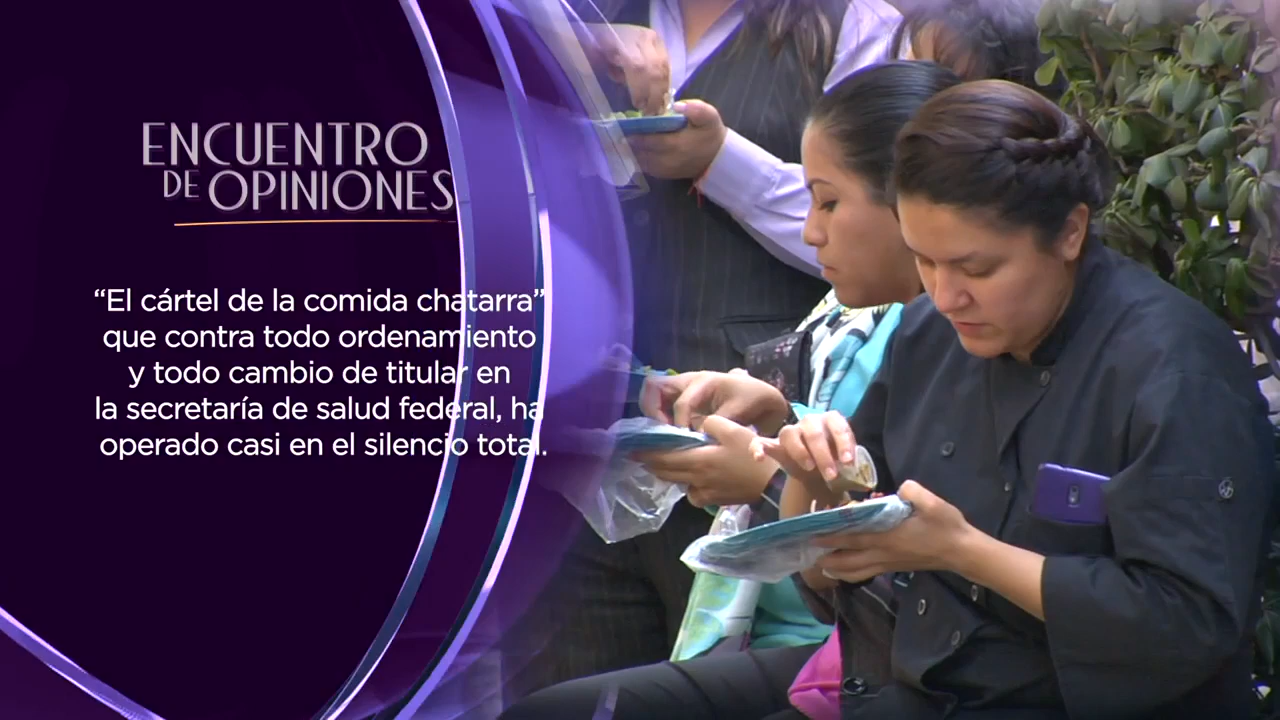 ENCUENTRO
DE OPINIONES
“El cártel de la comida chatarra”
que contra todo ordenamiento
y todo cambio de titular en
la secretaría de salud federal, ha
operado casi en el silencio total.